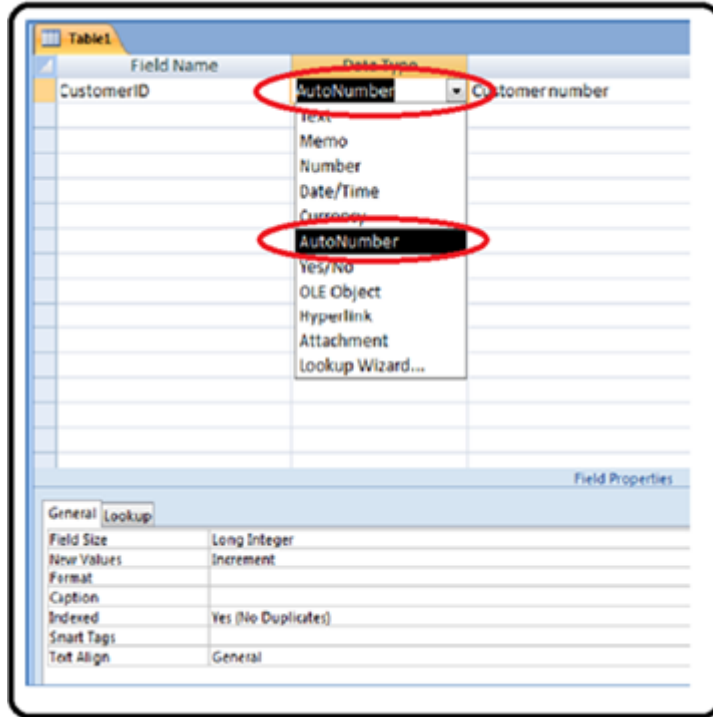 Table1
Field Name Data Type
CustomerID AutoNumber Customer number
Text
Memo
Number
Date/Time
Currency
AutoNumber
Yes/No
OLE Object
Hyperlink
Attachment
Lookup Wizard...
Field Properties
General Lookup
Field Size Long Integer
New Values Increment
Format
Caption
Indexed Yes (No Duplicates)
Smart Tags
Text Align General